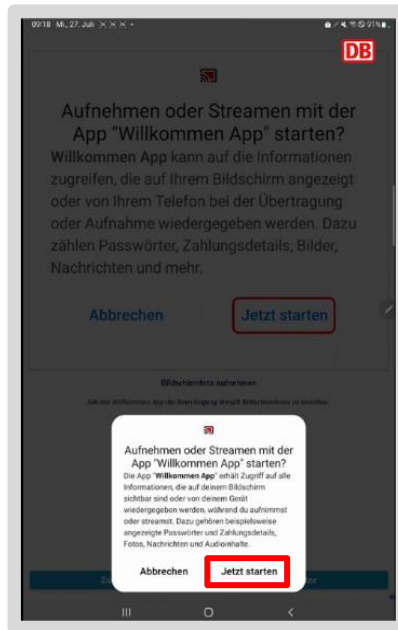 09:18 Mi., 27. Juli
91%
DB
Aufnehmen oder Streamen mit der
App "Willkommen App" starten?
Willkommen App kann auf die Informationen
zugreifen, die auf Ihrem Bildschirm angezeigt
oder von Ihrem Telefon bei der Übertragung
oder Aufnahme wiedergegeben werden. Dazu
zählen Passwörter, Zahlungsdetails, Bilder,
Nachrichten und mehr.
Abbrechen Jetzt starten
Bildschirmfoto aufnehmen
Aufnehmen oder Streamen mit der
App "Willkommen App" starten?
Die App "Willkommen App" erhält Zugriff auf alle
Informationen, die auf deinem Bildschirm
sichtbar sind oder von deinem Gerät
wiedergegeben werden, während du aufnimmst
oder streamst. Dazu gehören beispielsweise
angezeigte Passwörter und Zahlungsdetails,
Fotos, Nachrichten und Audioinhalte.
Abbrechen Jetzt starten